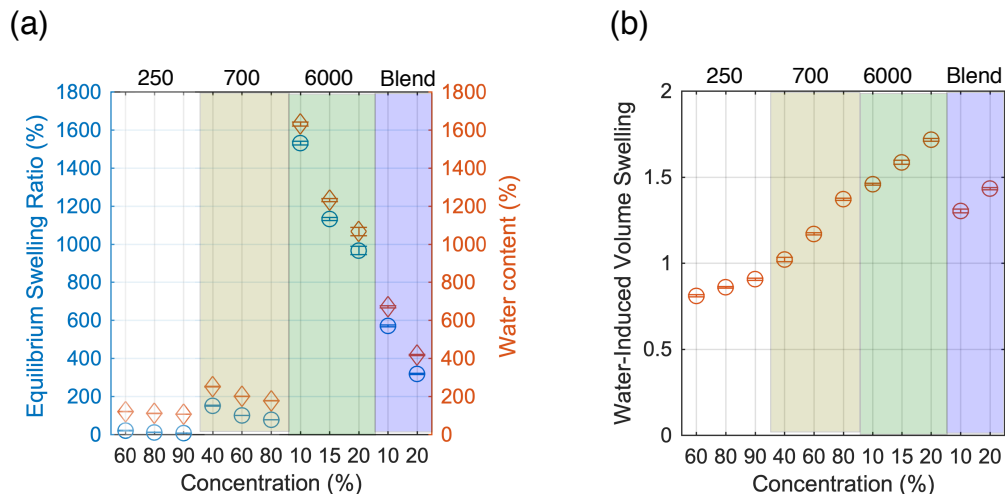 (a)
250 700 6000 Blend
Equilibrium Swelling Ratio (%)
1800
1600
1400
1200
1000
800
600
400
200
0
60 80 90 40 60 80 10 15 20 10 20
Concentration (%)
1800
1600
1400
1200
1000
800
600
400
200
0
Water content (%)
(b)
250 700 6000 Blend
Water-Induced Volume Swelling
2
1.5
1
0.5
0
60 80 90 40 60 80 10 15 20 10 20
Concentration (%)